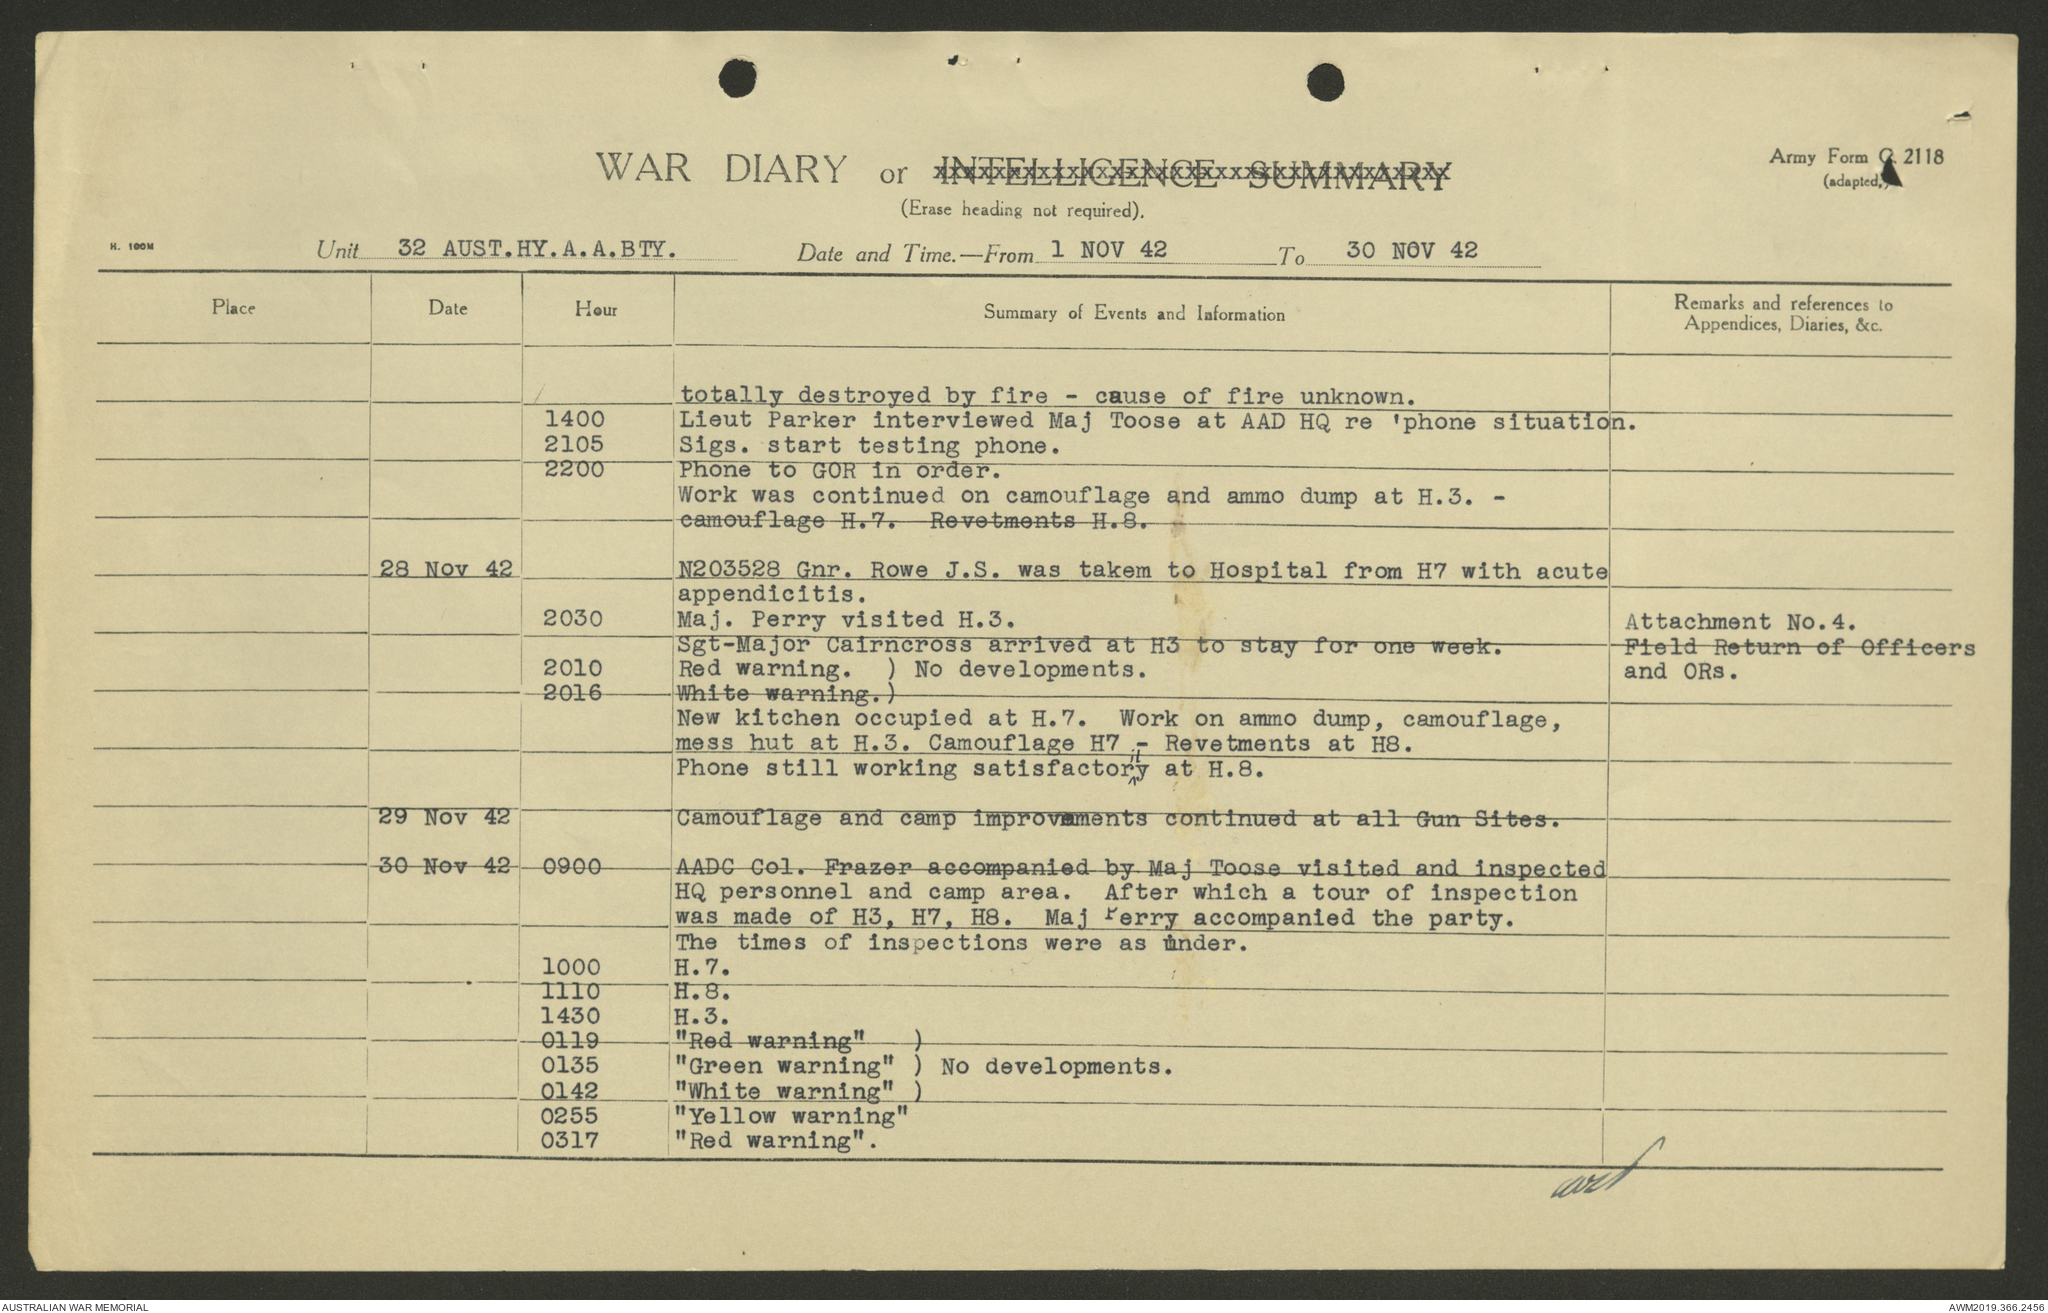 WAR DIARY or INTELLIGENCE SUMMARY
Army Form C. 2118
(adapted.)
(Erase heading not required).
H. 100M
Unit 32 AUST.HY.A.A.BTY. Date and Time.—From 1 NOV 42 To 30 NOV 42
Place Date Hour Summary of Events and Information Remarks and references to
Appendices, Diaries, &c.
totally destroyed by fire - cause of fire unknown.
1400 Lieut Parker interviewed Maj Toose at AAD HQ re 'phone situation.
2105 Sigs. start testing phone.
2200 Phone to GOR in order.
Work was continued on camouflage and ammo dump at H.3. -
camouflage H.7. Revetments H.8.
28 Nov 42 N203528 Gnr. Rowe J.S. was takem to Hospital from H7 with acute
appendicitis.
2030 Maj. Perry visited H.3. Attachment No.4.
Sgt-Major Cairncross arrived at H3 to stay for one week. Field Return of Officers
2010 Red warning. ) No developments. and ORs.
2016 White warning.)
New kitchen occupied at H.7. Work on ammo dump, camouflage,
mess hut at H.3. Camouflage H7 - Revetments at H8.
Phone still working satisfactorily at H.8.
29 Nov 42 Camouflage and camp improvements continued at all Gun Sites.
30 Nov 42 0900 AADC Col. Frazer accompanied by Maj Toose visited and inspected
HQ personnel and camp area. After which a tour of inspection
was made of H3, H7, H8. Maj Perry accompanied the party.
The times of inspections were as under.
1000 H.7.
1110 H.8.
1430 H.3.
0119 "Red warning" )
0135 "Green warning" ) No developments.
0142 "White warning" )
0255 "Yellow warning"
0317 "Red warning".
AUSTRALIAN WAR MEMORIAL
AWM2019.366.2456